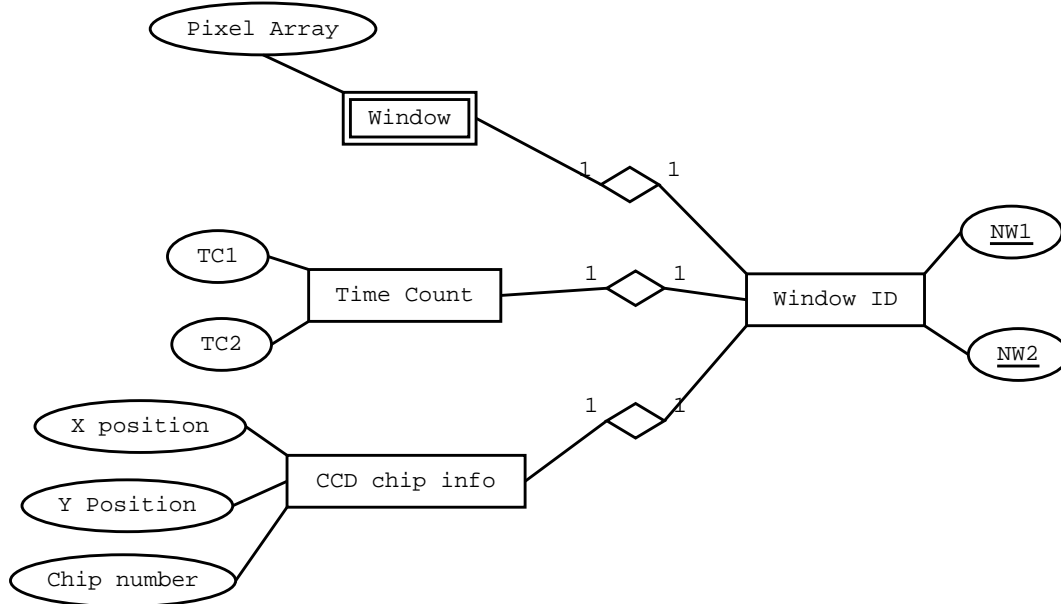 Pixel Array
Window
1
1
NW1
TC1
1
1
Time Count
Window ID
TC2
NW2
X position
1
1
CCD chip info
Y Position
Chip number